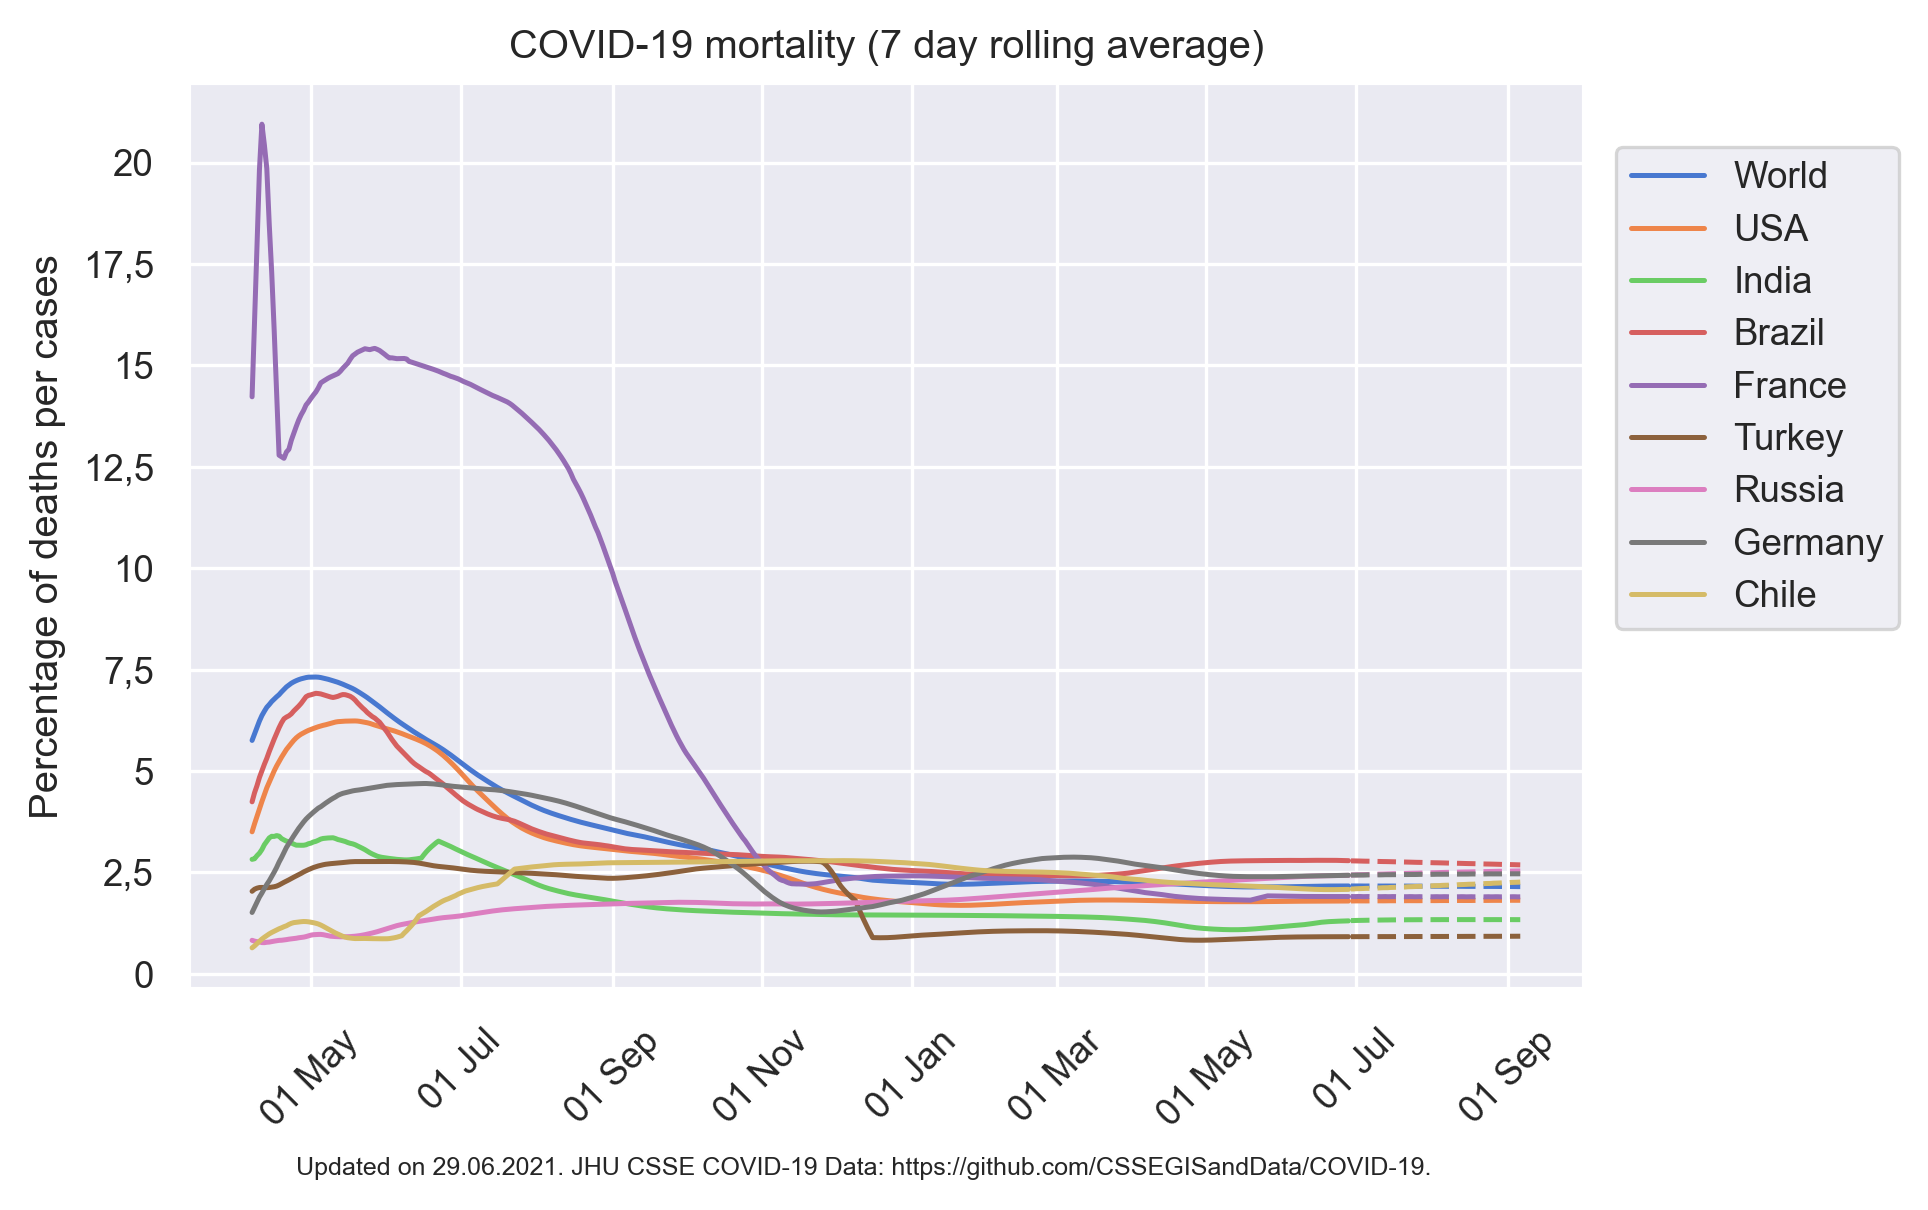 COVID-19 mortality (7 day rolling average)
Percentage of deaths per cases
20
17,5
15
12,5
10
7,5
5
2,5
0
01 May
01 Jul
01 Sep
01 Nov
01 Jan
01 Mar
01 May
01 Jul
01 Sep
World
USA
India
Brazil
France
Turkey
Russia
Germany
Chile
Updated on 29.06.2021. JHU CSSE COVID-19 Data: https://github.com/CSSEGISandData/COVID-19.